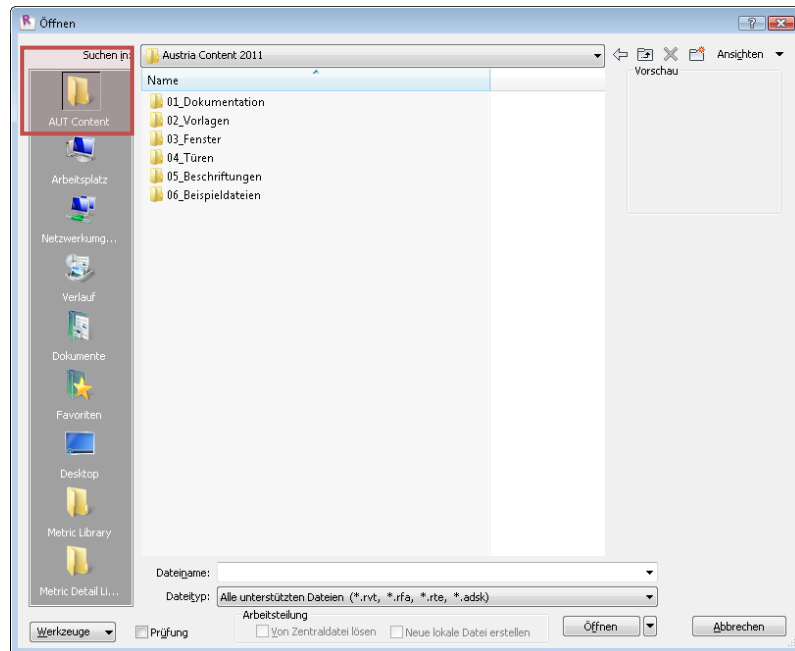 Öffnen
Suchen in:
Austria Content 2011
Ansichten
Vorschau
Name
01_Dokumentation
02_Vorlagen
03_Fenster
04_Türen
05_Beschriftungen
06_Beispieldateien
AUT Content
Arbeitsplatz
Netzwerkumg...
Verlauf
Dokumente
Favoriten
Desktop
Metric Library
Metric Detail Li...
Dateiname:
Dateityp: Alle unterstützten Dateien (*.rvt, *.rfa, *.rte, *.adsk)
Arbeitsteilung
Werkzeuge
Prüfung
Von Zentraldatei lösen
Neue lokale Datei erstellen
Öffnen
Abbrechen